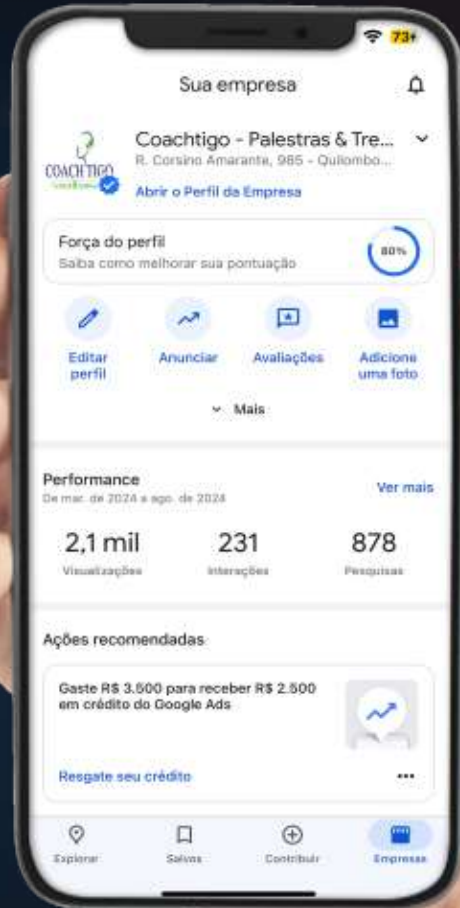 73
Sua empresa
Coachtigo - Palestras & Tre...
COACHTIGO
R. Corsino Amarante, 985 - Quilombo...
Abrir o Perfil da Empresa
Força do perfil
80%
Saiba como melhorar sua pontuação
Editar perfil
Anunciar
Avaliações
Adicione uma foto
Mais
Performance
Ver mais
De mar. de 2024 a ago. de 2024
2,1 mil
231
878
Visualizações
Interações
Pesquisas
Ações recomendadas
Gaste R$ 3.500 para receber R$ 2.500
em crédito do Google Ads
Resgate seu crédito
Explorar
Salvos
Contribuir
Empresas